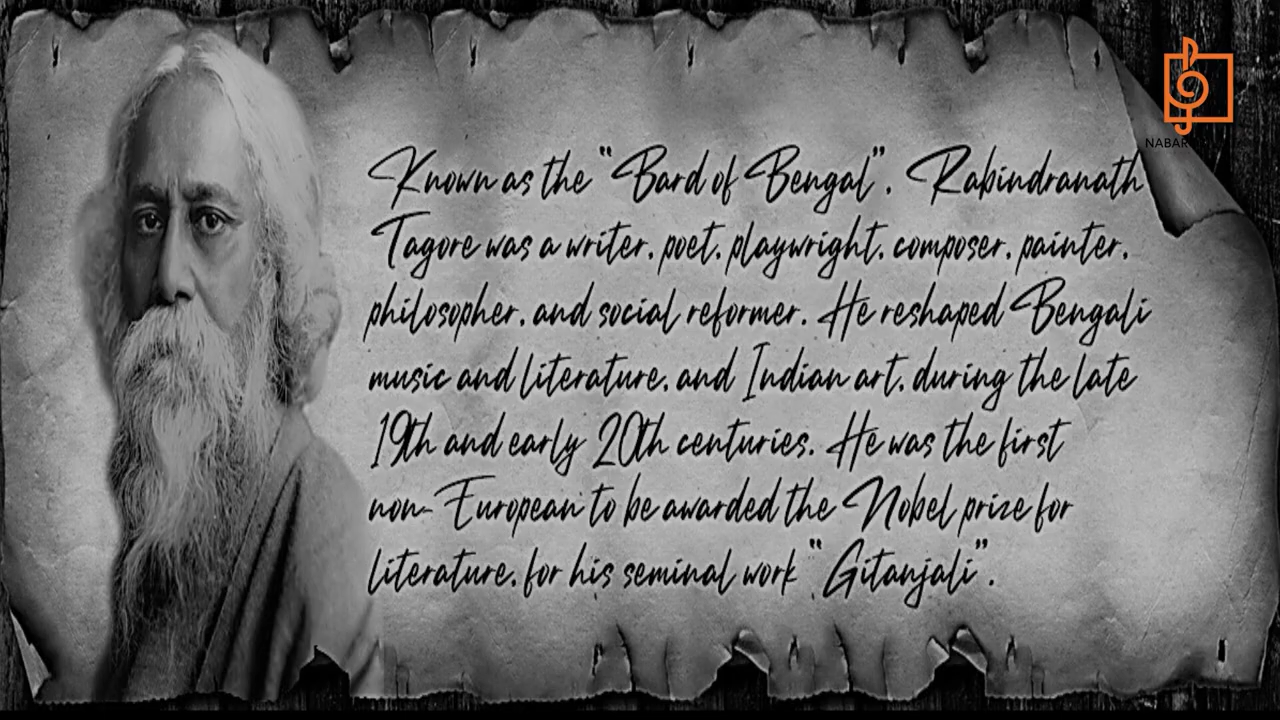 Known as the "Bard of Bengal", Rabindranath
Tagore was a writer, poet, playwright, composer, painter,
philosopher, and social reformer. He reshaped Bengali
music and literature, and Indian art, during the late
19th and early 20th centuries. He was the first
non-European to be awarded the Nobel prize for
literature, for his seminal work "Gitanjali".